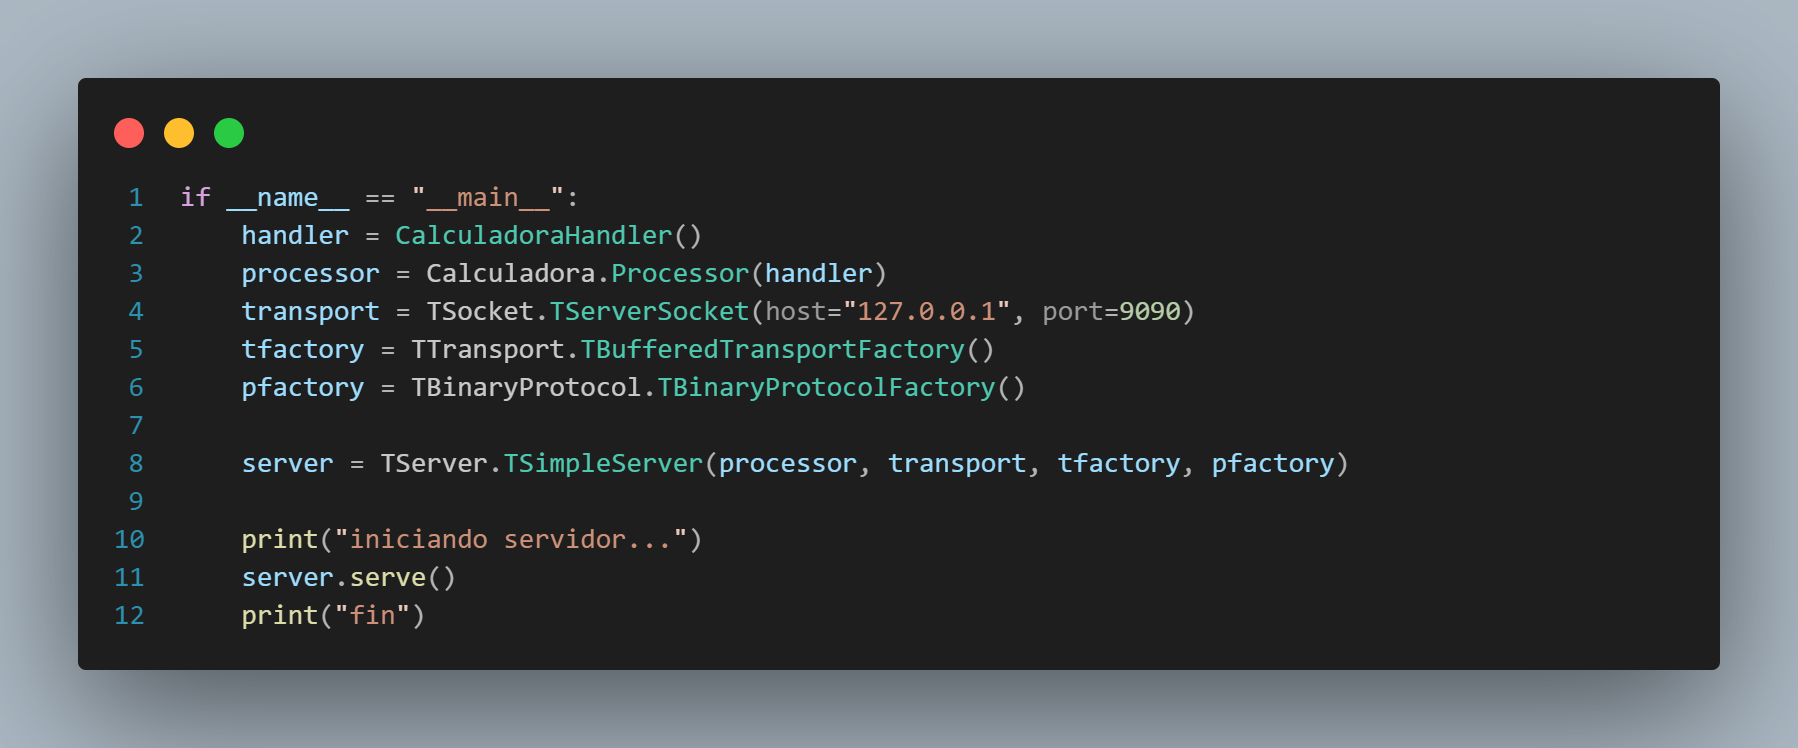 1 if __name__ == "__main__":
2     handler = CalculadoraHandler()
3     processor = Calculadora.Processor(handler)
4     transport = TSocket.TServerSocket(host="127.0.0.1", port=9090)
5     tfactory = TTransport.TBufferedTransportFactory()
6     pfactory = TBinaryProtocol.TBinaryProtocolFactory()
7
8     server = TServer.TSimpleServer(processor, transport, tfactory, pfactory)
9
10     print("iniciando servidor...")
11     server.serve()
12     print("fin")